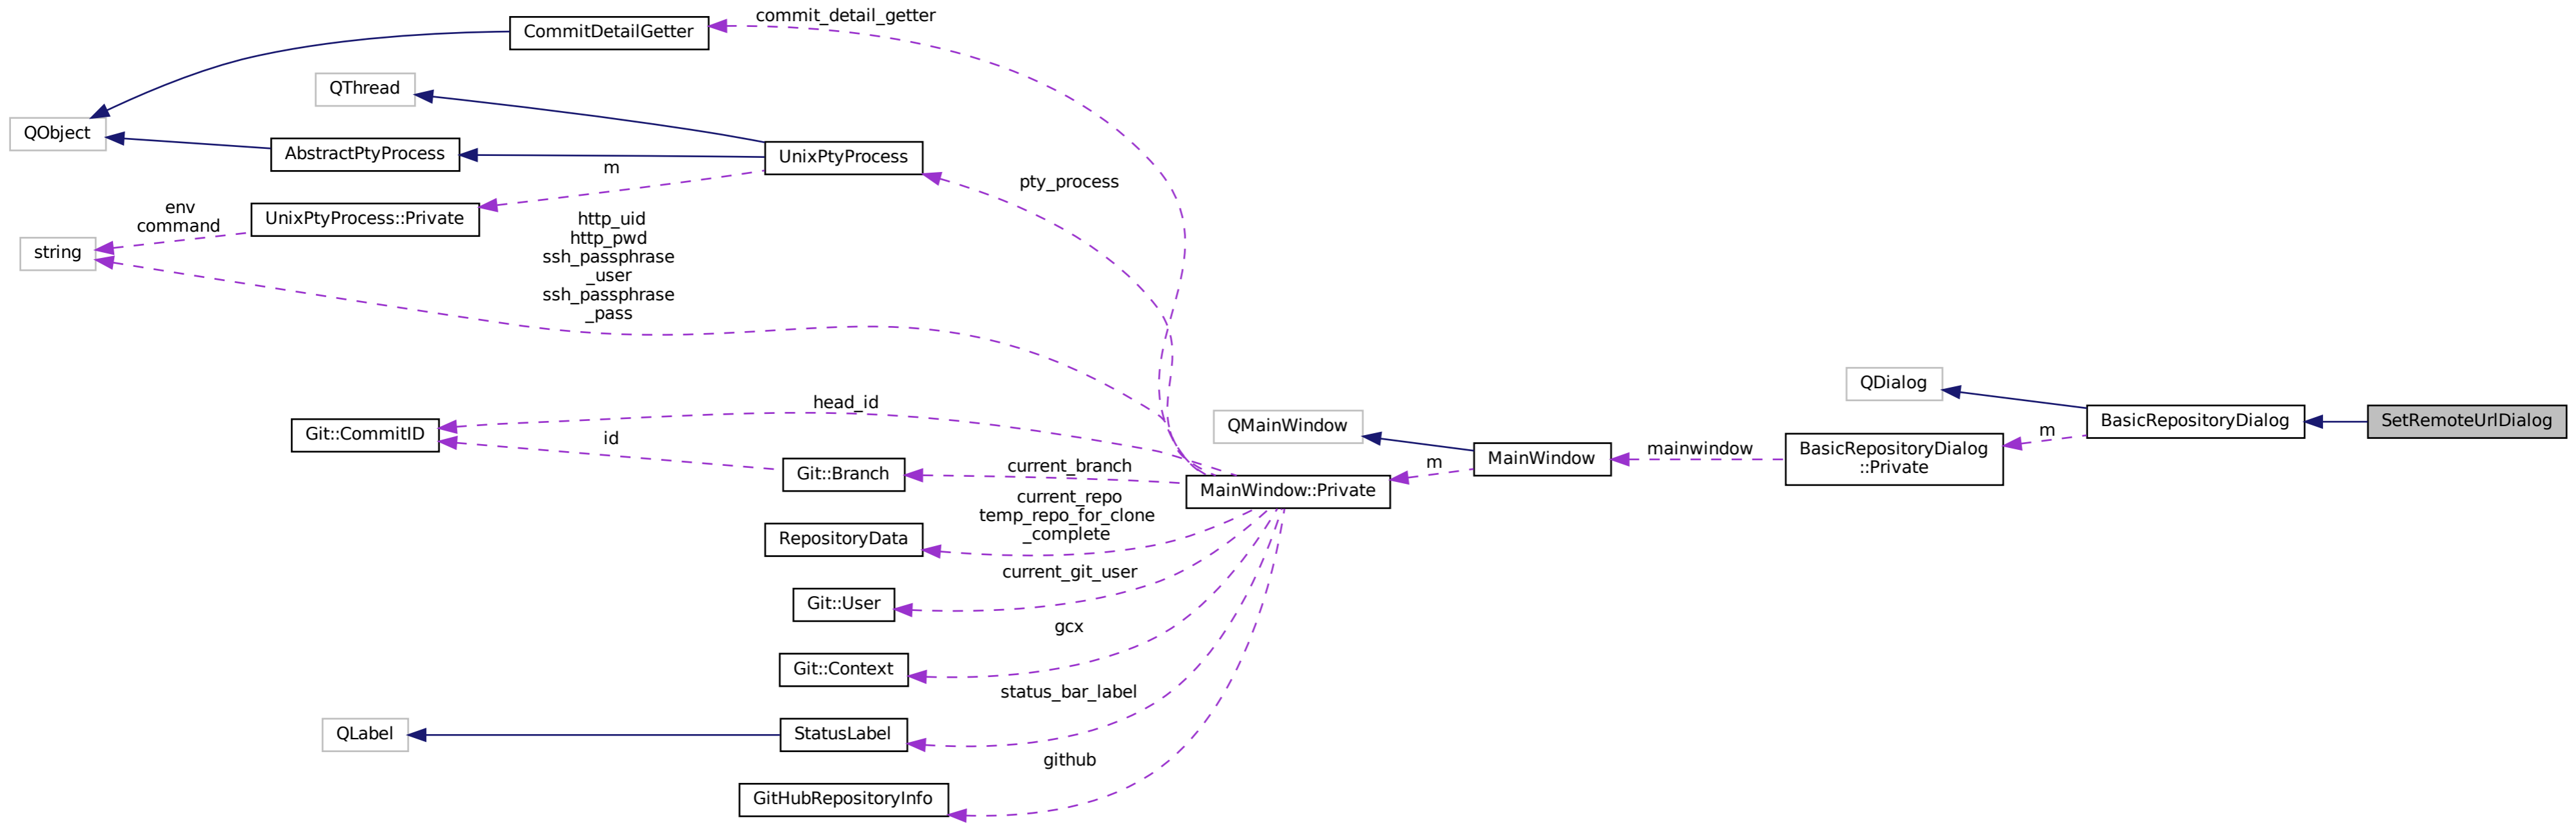 commit_detail_getter
CommitDetailGetter
QThread
QObject
AbstractPtyProcess
UnixPtyProcess
m
pty_process
env
command
UnixPtyProcess::Private
string
http_uid
http_pwd
ssh_passphrase
_user
ssh_passphrase
_pass
QDialog
head_id
Git::CommitID
id
QMainWindow
BasicRepositoryDialog
SetRemoteUrlDialog
m
mainwindow
BasicRepositoryDialog
::Private
MainWindow
m
MainWindow::Private
current_branch
Git::Branch
current_repo
temp_repo_for_clone
_complete
RepositoryData
current_git_user
Git::User
gcx
Git::Context
status_bar_label
QLabel
StatusLabel
github
GitHubRepositoryInfo